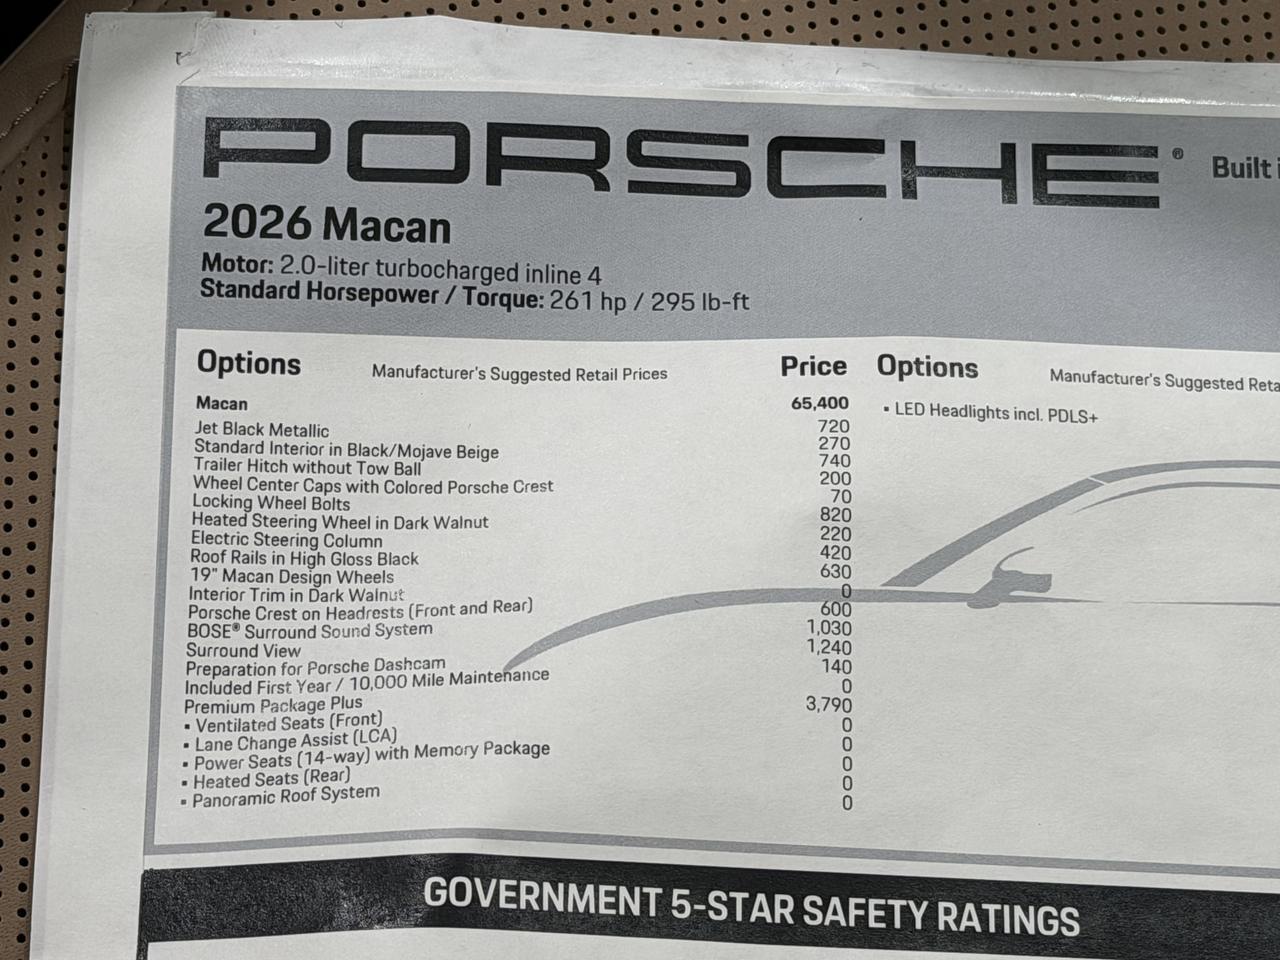 PORSCHE® Built
2026 Macan
Motor: 2.0-liter turbocharged inline 4
Standard Horsepower / Torque: 261 hp / 295 lb-ft
Options Manufacturer's Suggested Retail Prices Price Options Manufacturer's Suggested
Macan 65,400
• LED Headlights incl. PDLS+
Jet Black Metallic 720
Standard Interior in Black/Mojave Beige 270
Trailer Hitch without Tow Ball 740
Wheel Center Caps with Colored Porsche Crest 200
Locking Wheel Bolts 70
Heated Steering Wheel in Dark Walnut 820
Electric Steering Column 220
Roof Rails in High Gloss Black 420
19" Macan Design Wheels 630
Interior Trim in Dark Walnut 0
Porsche Crest on Headrests (Front and Rear) 600
BOSE® Surround Sound System 1,030
Surround View 1,240
Preparation for Porsche Dashcam 140
Included First Year / 10,000 Mile Maintenance 0
Premium Package Plus 3,790
• Ventilated Seats (Front) 0
• Lane Change Assist (LCA) 0
• Power Seats (14-way) with Memory Package 0
• Heated Seats (Rear) 0
• Panoramic Roof System 0
GOVERNMENT 5-STAR SAFETY RATINGS